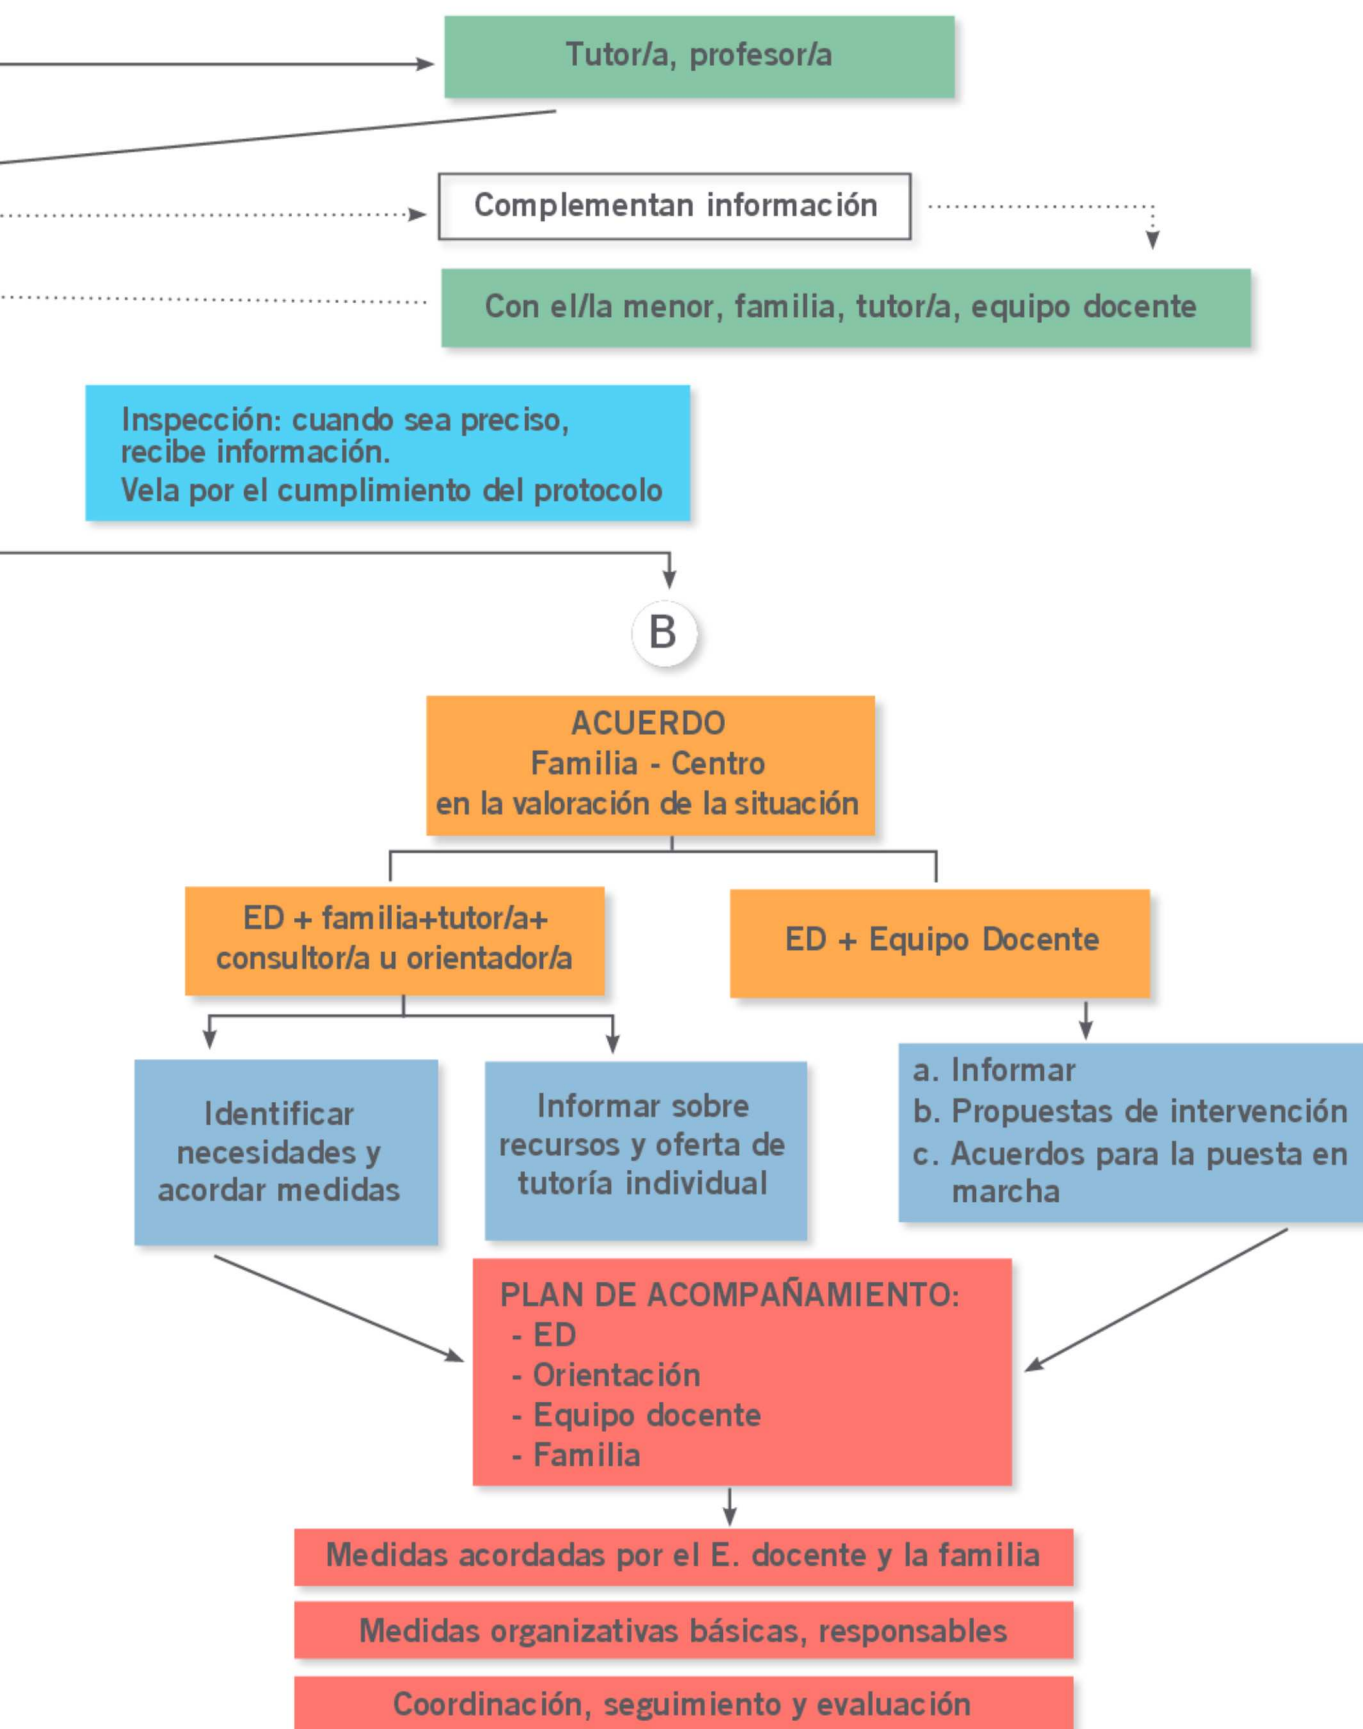 Tutor/a, profesor/a
Complementan información
Con el/la menor, familia, tutor/a, equipo docente
Inspección: cuando sea preciso,
recibe información.
Vela por el cumplimiento del protocolo
B
ACUERDO
Familia - Centro
en la valoración de la situación
ED + familia+tutor/a+
consultor/a u orientador/a
ED + Equipo Docente
Identificar
necesidades y
acordar medidas
Informar sobre
recursos y oferta de
tutoría individual
a. Informar
b. Propuestas de intervención
c. Acuerdos para la puesta en
marcha
PLAN DE ACOMPAÑAMIENTO:
- ED
- Orientación
- Equipo docente
- Familia
Medidas acordadas por el E. docente y la familia
Medidas organizativas básicas, responsables
Coordinación, seguimiento y evaluación